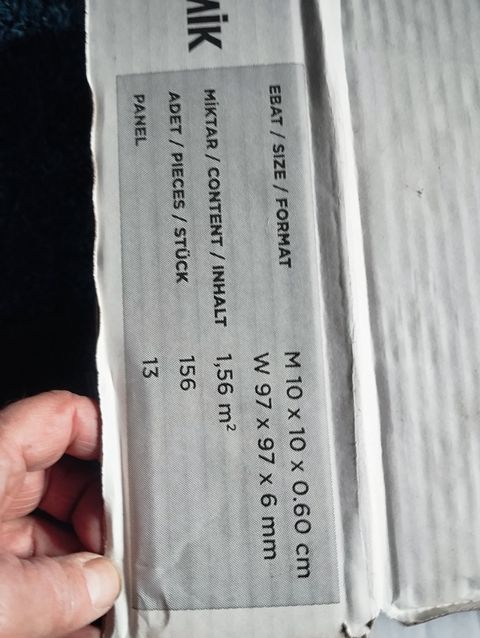 MİK
EBAT / SIZE / FORMAT M 10 x 10 x 0.60 cm
W 97 x 97 x 6 mm
MİKTAR / CONTENT / INHALT 1,56 m²
ADET / PIECES / STÜCK 156
PANEL 13